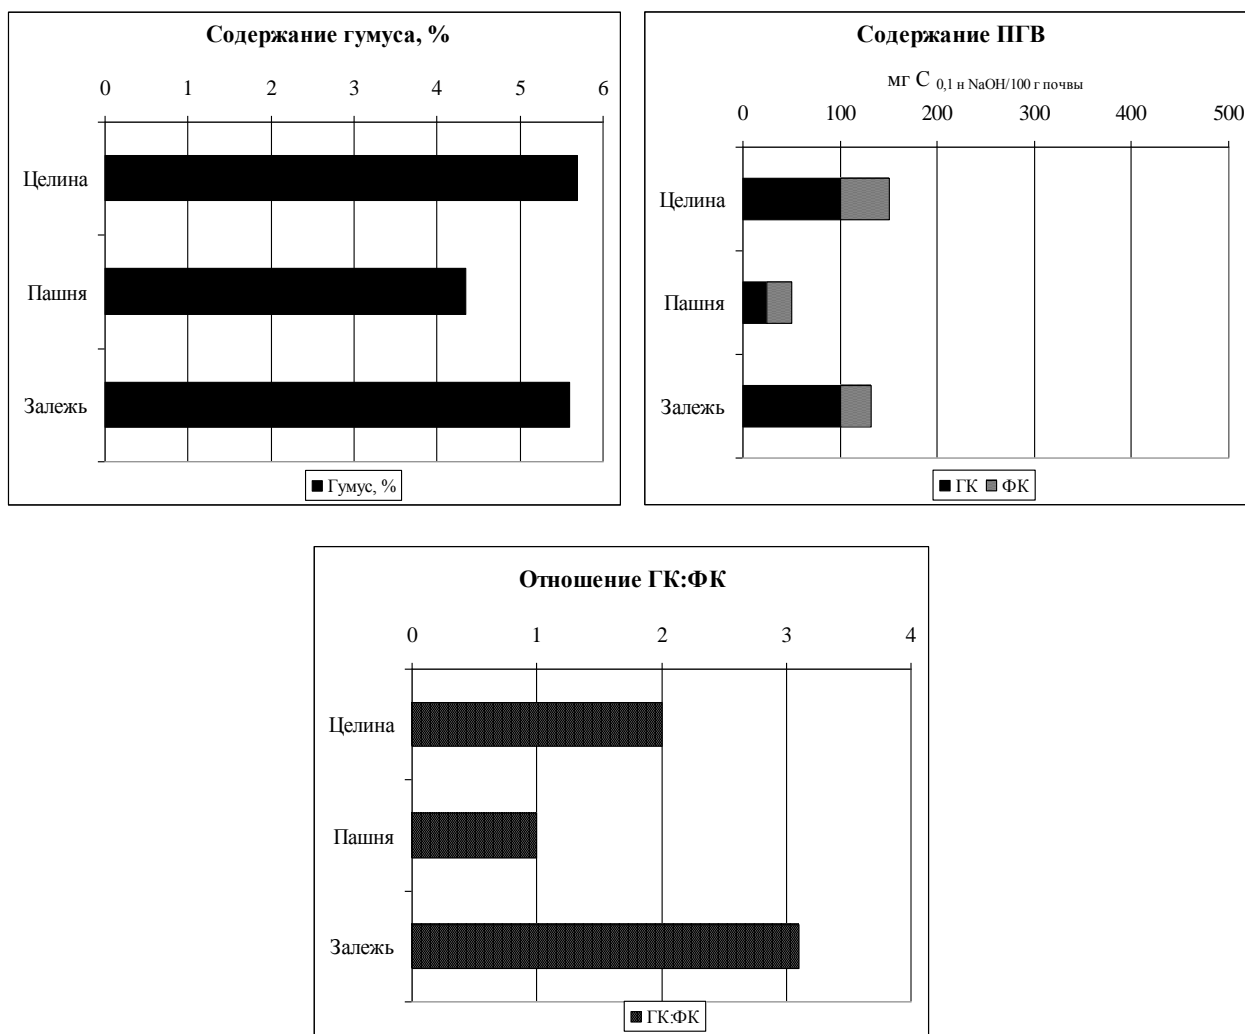 Содержание гумуса, %
0 1 2 3 4 5 6
Целина
Пашня
Залежь
Гумус, %
Содержание ПГВ
мг С 0,1 н NaOH/100 г почвы
0 100 200 300 400 500
Целина
Пашня
Залежь
ГК ФК
Отношение ГК:ФК
0 1 2 3 4
Целина
Пашня
Залежь
ГК:ФК